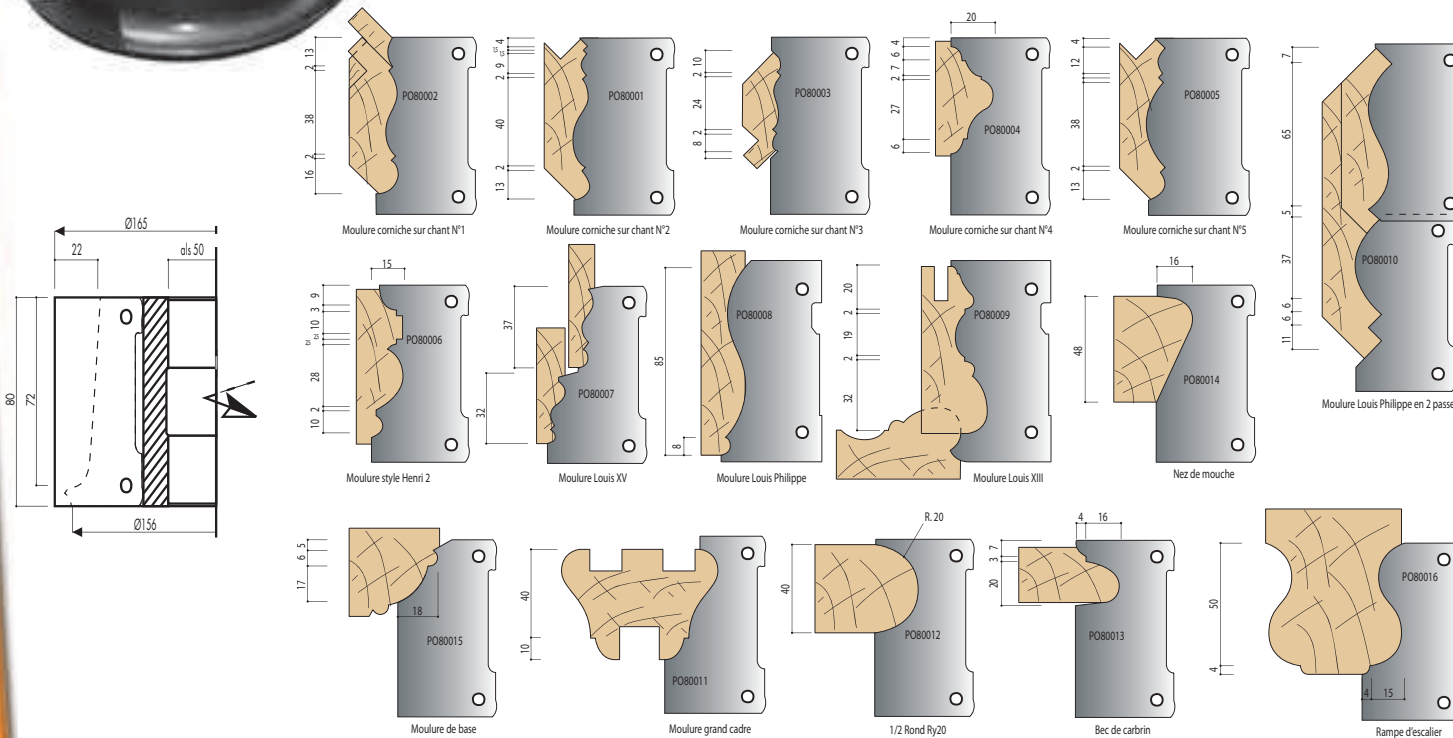 13
2
38
2
16
PO80002
Moulure corniche sur chant N°1
4
1,5
1,5
9
2
40
2
13
PO80001
Moulure corniche sur chant N°2
10
2
24
2
8
PO80003
Moulure corniche sur chant N°3
20
4
6
7
2
27
6
PO80004
Moulure corniche sur chant N°4
4
12
38
2
13
PO80005
Moulure corniche sur chant N°5
7
65
5
37
6
6
11
PO80010
Moulure Louis Philippe en 2 passe
Ø165
22
als 50
80
72
Ø156
15
9
3
10
28
2
10
PO80006
Moulure style Henri 2
37
32
PO80007
Moulure Louis XV
85
8
PO80008
Moulure Louis Philippe
20
2
19
2
32
PO80009
Moulure Louis XIII
16
48
PO80014
Nez de mouche
5
6
17
18
PO80015
Moulure de base
40
10
PO80011
Moulure grand cadre
R. 20
40
PO80012
1/2 Rond Ry20
4 16
7
3
20
PO80013
Bec de carbrin
50
4
4 15
PO80016
Rampe d'escalier